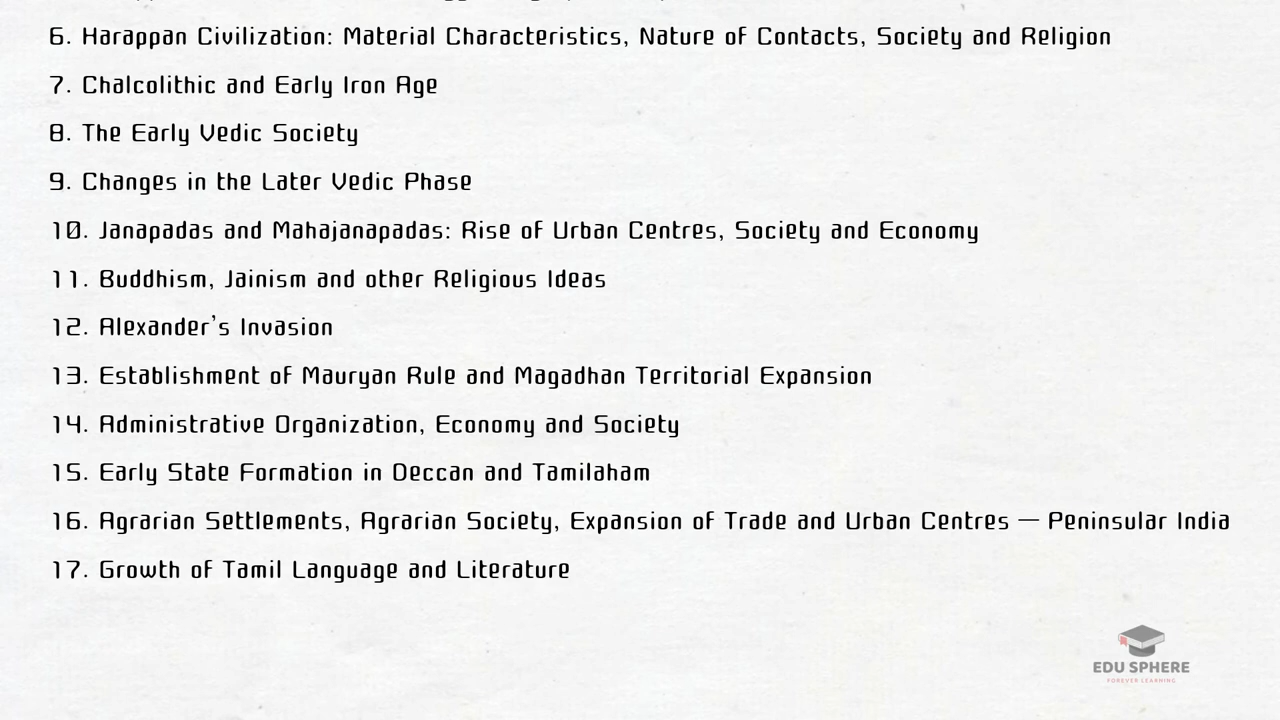 6. Harappan Civilization: Material Characteristics, Nature of Contacts, Society and Religion
7. Chalcolithic and Early Iron Age
8. The Early Vedic Society
9. Changes in the Later Vedic Phase
10. Janapadas and Mahajanapadas: Rise of Urban Centres, Society and Economy
11. Buddhism, Jainism and other Religious Ideas
12. Alexander's Invasion
13. Establishment of Mauryan Rule and Magadhan Territorial Expansion
14. Administrative Organization, Economy and Society
15. Early State Formation in Deccan and Tamilaham
16. Agrarian Settlements, Agrarian Society, Expansion of Trade and Urban Centres — Peninsular India
17. Growth of Tamil Language and Literature
EDU SPHERE
FOREVER LEARNING